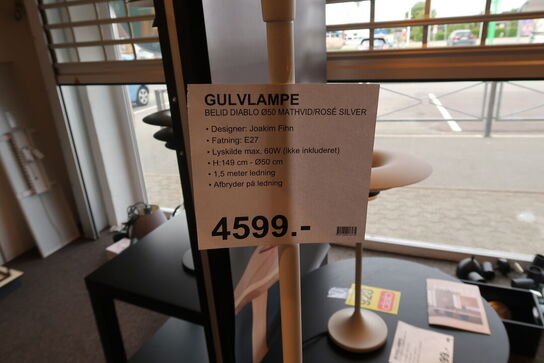 GULVLAMPE
BELID DIABLO Ø50 MATHVID/ROSÉ SILVER
• Designer: Joakim Fihn
• Fatning: E27
• Lyskilde max. 60W (ikke inkluderet)
• H:149 cm - Ø50 cm
• 1,5 meter ledning
• Afbryder på ledning
4599.-